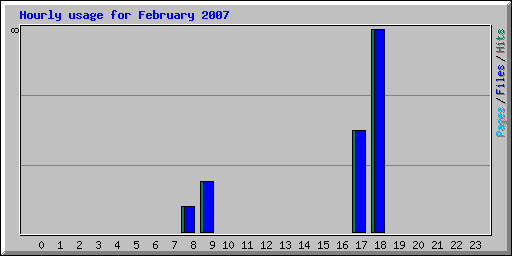 Hourly usage for February 2007
8
Pages/Files/Hits
0 1 2 3 4 5 6 7 8 9 10 11 12 13 14 15 16 17 18 19 20 21 22 23